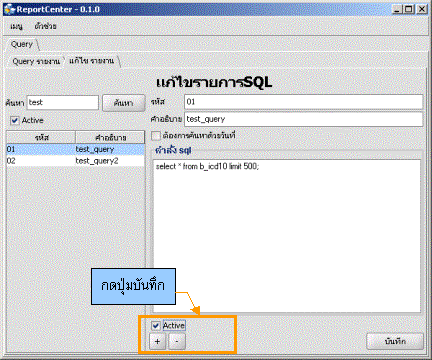 ReportCenter - 0.1.0
เมนู ตัวช่วย
Query
Query รายงาน แก้ไข รายงาน
แก้ไขรายการSQL
ค้นหา test ค้นหา รหัส 01
Active คำอธิบาย test_query
รหัส คำอธิบาย ต้องการค้นหาด้วยวันที่
01 test_query คำสั่ง sql
02 test_query2 select * from b_icd10 limit 500;
กดปุ่มบันทึก
Active
+ - บันทึก